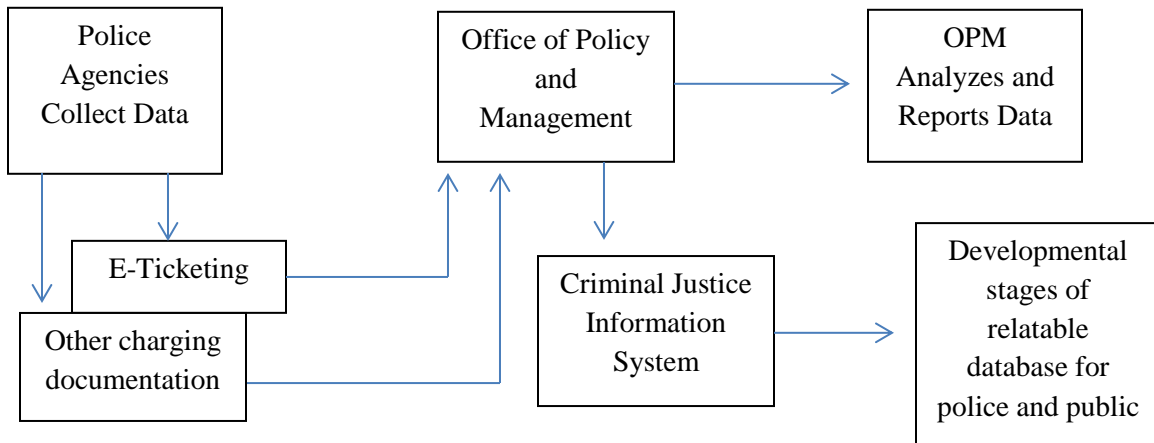 Police
Agencies
Collect Data
Office of Policy
and
Management
OPM
Analyzes and
Reports Data
E-Ticketing
Other charging
documentation
Criminal Justice
Information
System
Developmental
stages of
relatable
database for
police and public